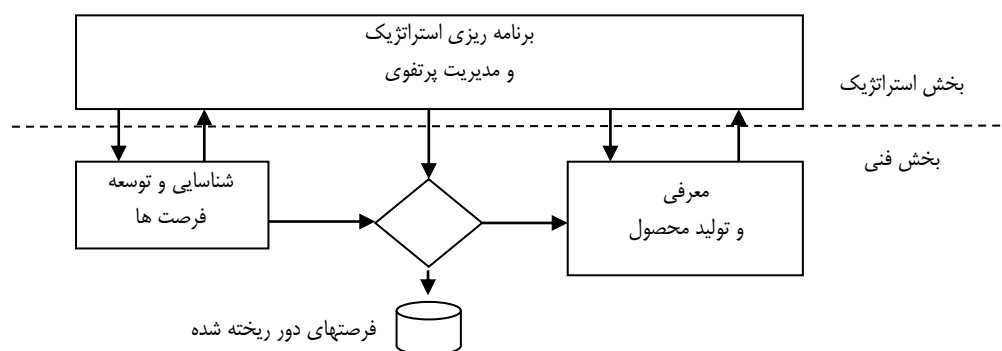 برنامه ریزی استراتژیک
و مدیریت پرتفوی
بخش استراتژیک
بخش فنی
شناسایی و توسعه
فرصت ها
معرفی
و تولید محصول
فرصتهای دور ریخته شده